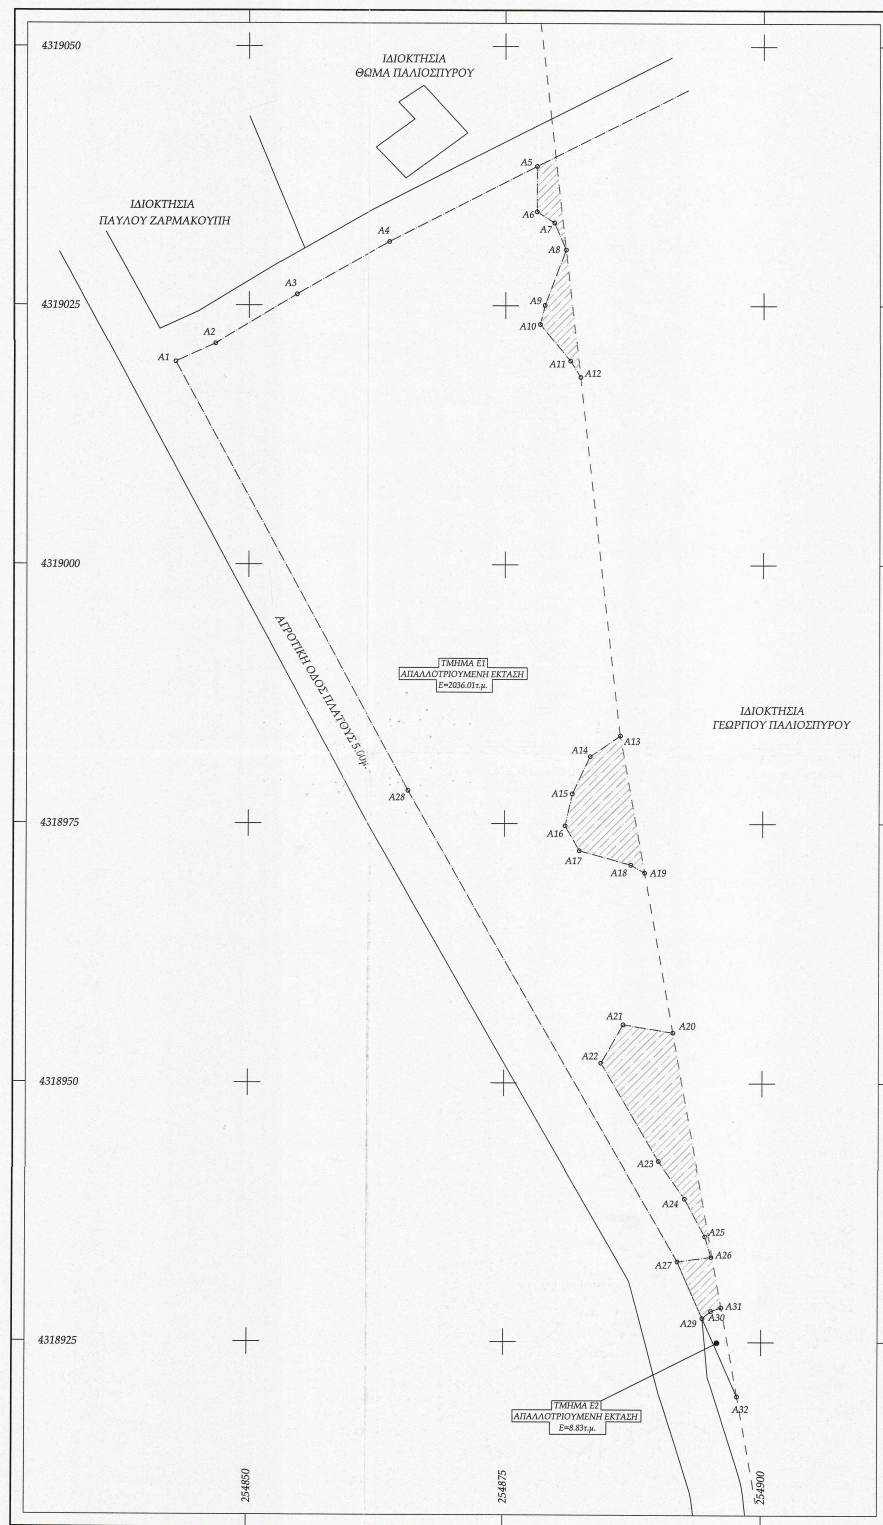 4319050
ΙΔΙΟΚΤΗΣΙΑ
ΘΩΜΑ ΠΑΛΙΟΣΠΥΡΟΥ
A5
ΙΔΙΟΚΤΗΣΙΑ
ΠΑΥΛΟΥ ΖΑΡΜΑΚΟΥΠΗ
A6
A7
A4
A8
A3
4319025
A9
A10
A2
A1
A11
A12
4319000
ΑΓΡΟΤΙΚΗ ΟΔΟΣ ΠΛΑΤΟΥΣ 5.00μ.
ΤΜΗΜΑ Ε1
ΑΠΑΛΛΟΤΡΙΟΥΜΕΝΗ ΕΚΤΑΣΗ
Ε=2036.01τ.μ.
ΙΔΙΟΚΤΗΣΙΑ
ΓΕΩΡΓΙΟΥ ΠΑΛΙΟΣΠΥΡΟΥ
A13
A14
A15
A28
4318975
A16
A17
A18
A19
A21
A20
A22
4318950
A23
A24
A25
A26
A27
A31
A30
A29
4318925
ΤΜΗΜΑ Ε2
ΑΠΑΛΛΟΤΡΙΟΥΜΕΝΗ ΕΚΤΑΣΗ
Ε=8.83τ.μ.
A32
254850
254875
254900